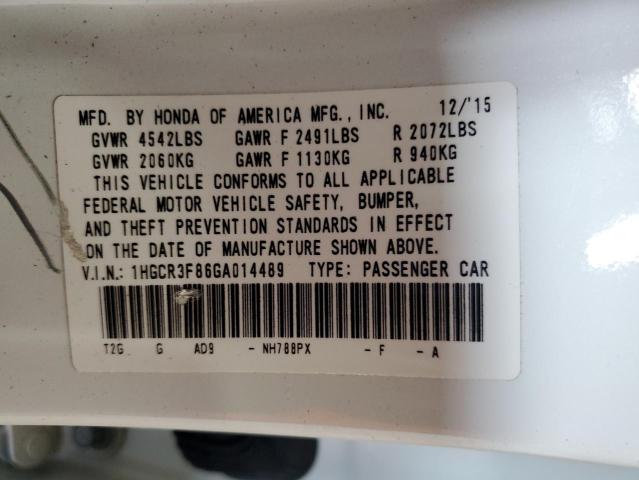 MFD. BY HONDA OF AMERICA MFG., INC. 12/'15
GVWR 4542LBS GAWR F 2491LBS R 2072LBS
GVWR 2060KG GAWR F 1130KG R 940KG
THIS VEHICLE CONFORMS TO ALL APPLICABLE
FEDERAL MOTOR VEHICLE SAFETY, BUMPER,
AND THEFT PREVENTION STANDARDS IN EFFECT
ON THE DATE OF MANUFACTURE SHOWN ABOVE.
V.I.N.: 1HGCR3F86GA014489 TYPE: PASSENGER CAR
T2G G AD9 - NH788PX - F - A